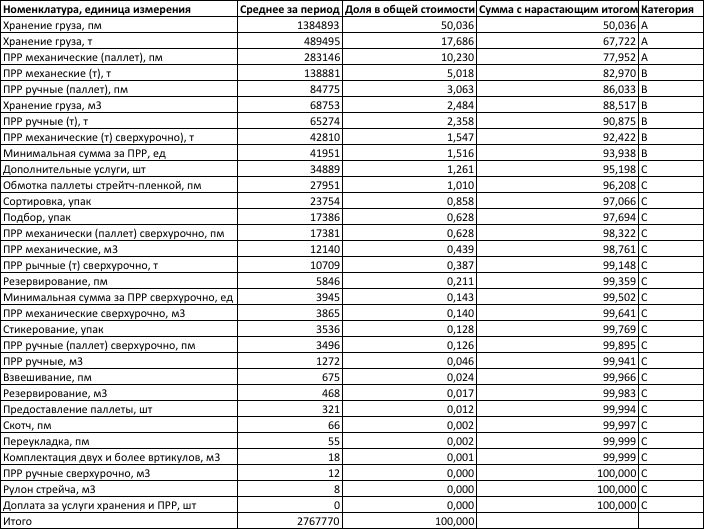 Номенклатура, единица измерения Среднее за период Доля в общей стоимости Сумма с нарастающим итогом Категория
Хранение груза, пм 1384893 50,036 50,036 A
Хранение груза, т 489495 17,686 67,722 A
ПРР механические (паллет), пм 283146 10,230 77,952 A
ПРР механеские (т), т 138881 5,018 82,970 B
ПРР ручные (паллет), пм 84775 3,063 86,033 B
Хранение груза, м3 68753 2,484 88,517 B
ПРР ручные (т), т 65274 2,358 90,875 B
ПРР механические (т) сверхурочно), т 42810 1,547 92,422 B
Минимальная сумма за ПРР, ед 41951 1,516 93,938 B
Дополнительные услуги, шт 34889 1,261 95,198 C
Обмотка паллеты стрейтч-пленкой, пм 27951 1,010 96,208 C
Сортировка, упак 23754 0,858 97,066 C
Подбор, упак 17386 0,628 97,694 C
ПРР механически (паллет) сверхурочно, пм 17381 0,628 98,322 C
ПРР механические, м3 12140 0,439 98,761 C
ПРР рычные (т) сверхурочно, т 10709 0,387 99,148 C
Резервирование, пм 5846 0,211 99,359 C
Минимальная сумма за ПРР сверхурочно, ед 3945 0,143 99,502 C
ПРР механические сверхурочно, м3 3865 0,140 99,641 C
Стикерование, упак 3536 0,128 99,769 C
ПРР ручные (паллет) сверхурочно, пм 3496 0,126 99,895 C
ПРР ручные, м3 1272 0,046 99,941 C
Взвешивание, пм 675 0,024 99,966 C
Резервирование, м3 468 0,017 99,983 C
Предоставление паллеты, шт 321 0,012 99,994 C
Скотч, пм 66 0,002 99,997 C
Переукладка, пм 55 0,002 99,999 C
Комплектация двух и более вртикулов, м3 18 0,001 99,999 C
ПРР ручные сверхурочно, м3 12 0,000 100,000 C
Рулон стрейча, м3 8 0,000 100,000 C
Доплата за услуги хранения и ПРР, шт 0 0,000 100,000 C
Итого 2767770 100,000